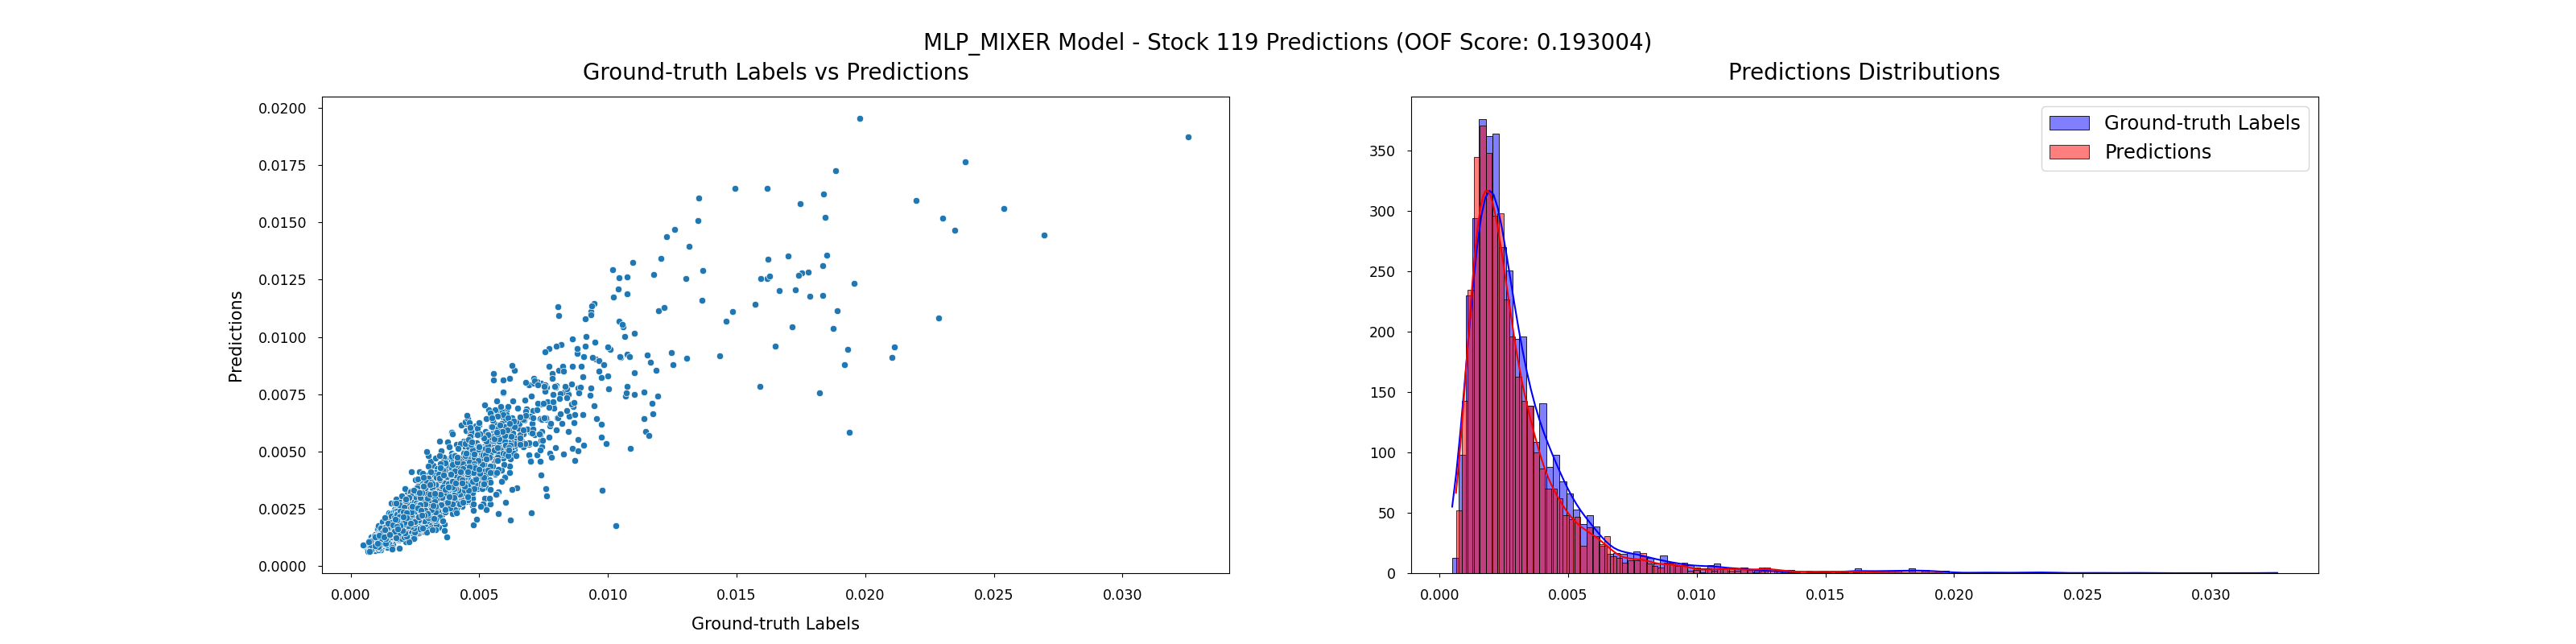 MLP_MIXER Model - Stock 119 Predictions (OOF Score: 0.193004)
Ground-truth Labels vs Predictions
0.0200
0.0175
0.0150
0.0125
0.0100
0.0075
0.0050
0.0025
0.0000
Predictions
0.000 0.005 0.010 0.015 0.020 0.025 0.030
Ground-truth Labels
Predictions Distributions
Ground-truth Labels
Predictions
350
300
250
200
150
100
50
0
0.000 0.005 0.010 0.015 0.020 0.025 0.030